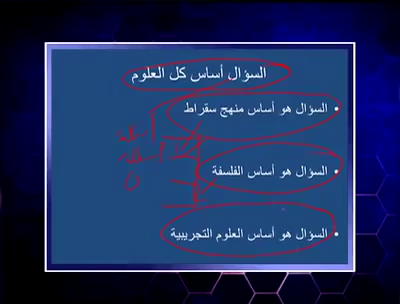 السؤال أساس كل العلوم
• السؤال هو أساس منهج سقراط
• السؤال هو أساس الفلسفة
• السؤال هو أساس العلوم التجريبية